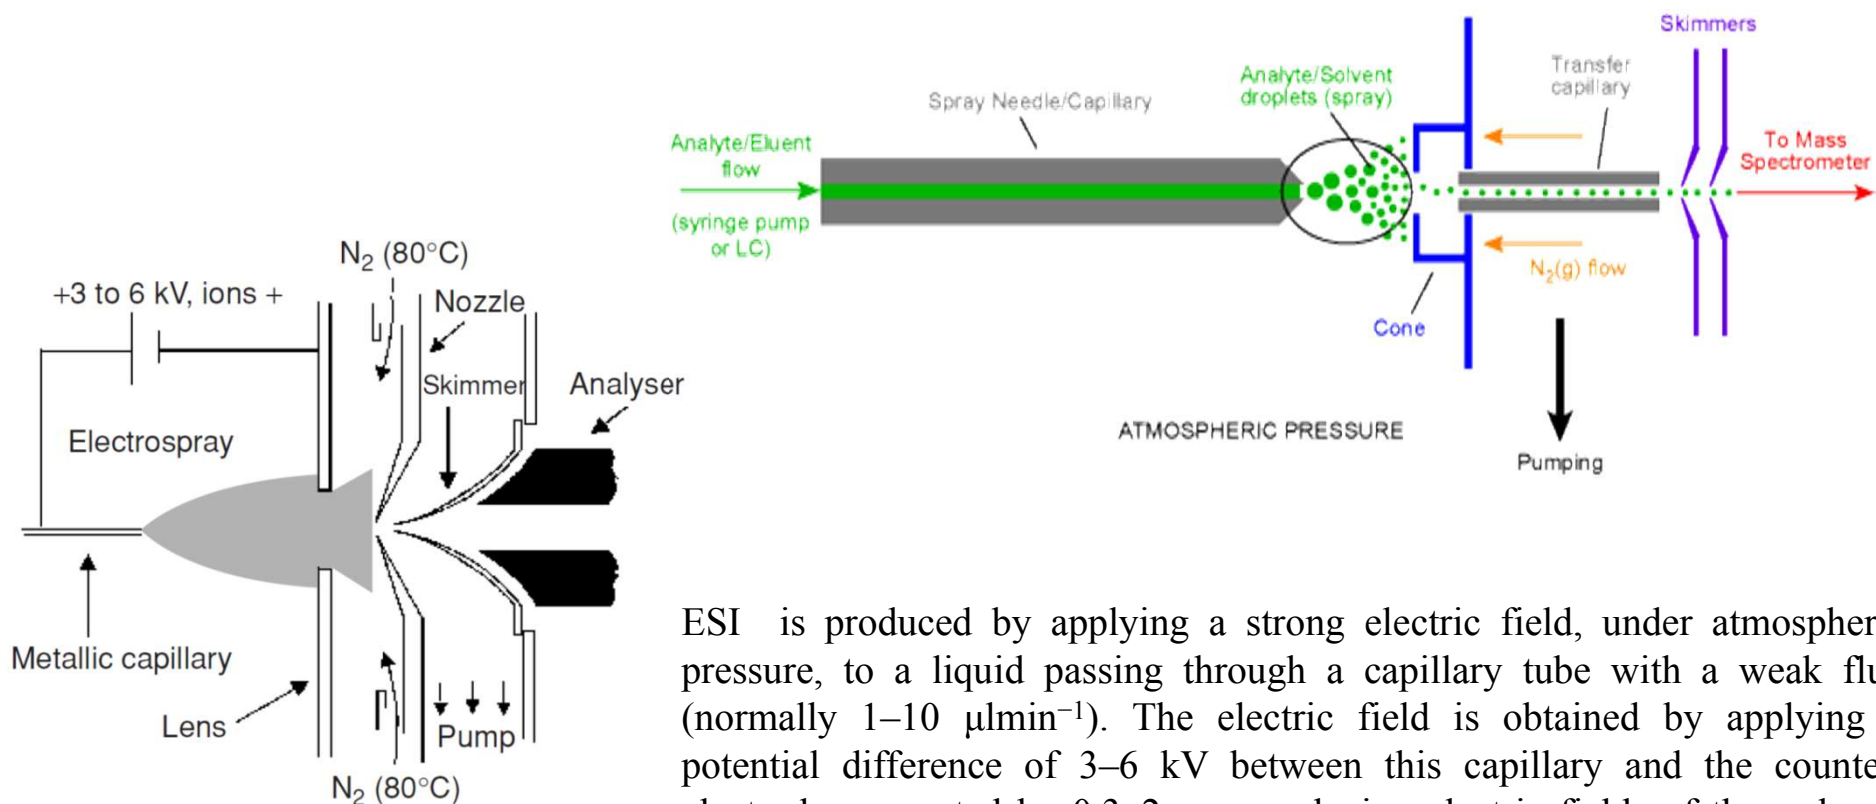 N₂ (80°C)
+3 to 6 kV, ions +
Nozzle
Skimmer
Analyser
Electrospray
Metallic capillary
Lens
Pump
N₂ (80°C)
Skimmers
Transfer
capillary
Analyte/Solvent
droplets (spray)
Spray Needle/Capillary
Analyte/Eluent
flow
(syringe pump
or LC)
To Mass
Spectrometer
N₂(g) flow
Cone
ATMOSPHERIC PRESSURE
Pumping
ESI is produced by applying a strong electric field, under atmospher
pressure, to a liquid passing through a capillary tube with a weak flu
(normally 1–10 μlmin⁻¹). The electric field is obtained by applying
potential difference of 3–6 kV between this capillary and the counte